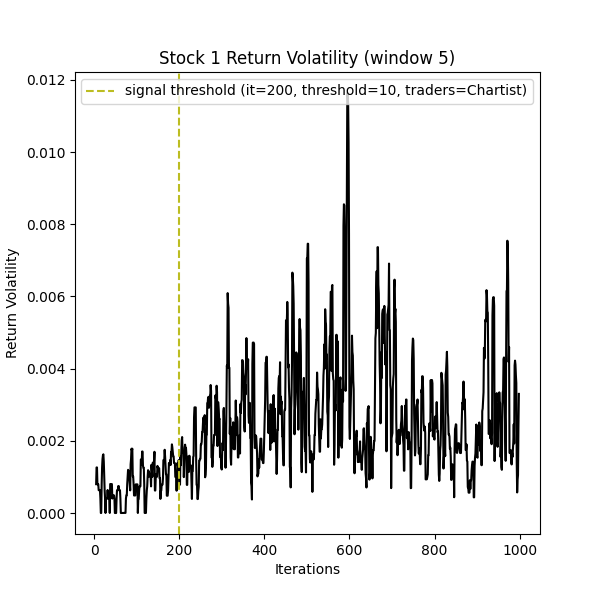 Stock 1 Return Volatility (window 5)
signal threshold (it=200, threshold=10, traders=Chartist)
0.012
0.010
0.008
0.006
0.004
0.002
0.000
Return Volatility
0 200 400 600 800 1000
Iterations